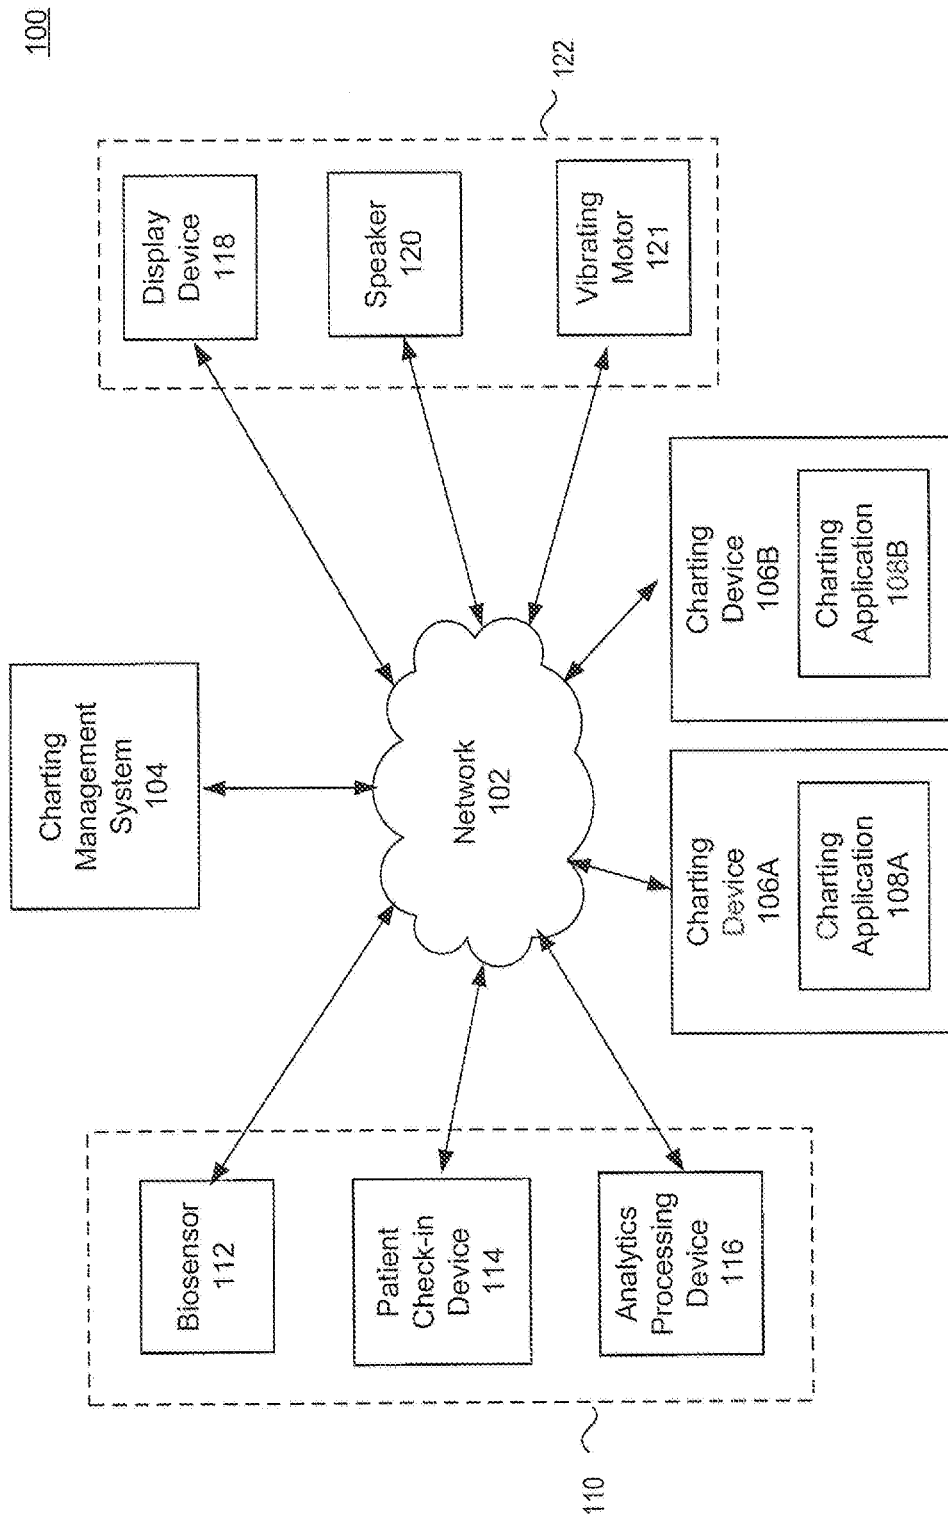 100
Charting
Management
System
104
Biosensor
112
Patient
Check-in
Device
114
Analytics
Processing
Device
116
110
Network
102
Display
Device
118
Speaker
120
Vibrating
Motor
121
122
Charting
Device
106A
Charting
Application
108A
Charting
Device
106B
Charting
Application
108B